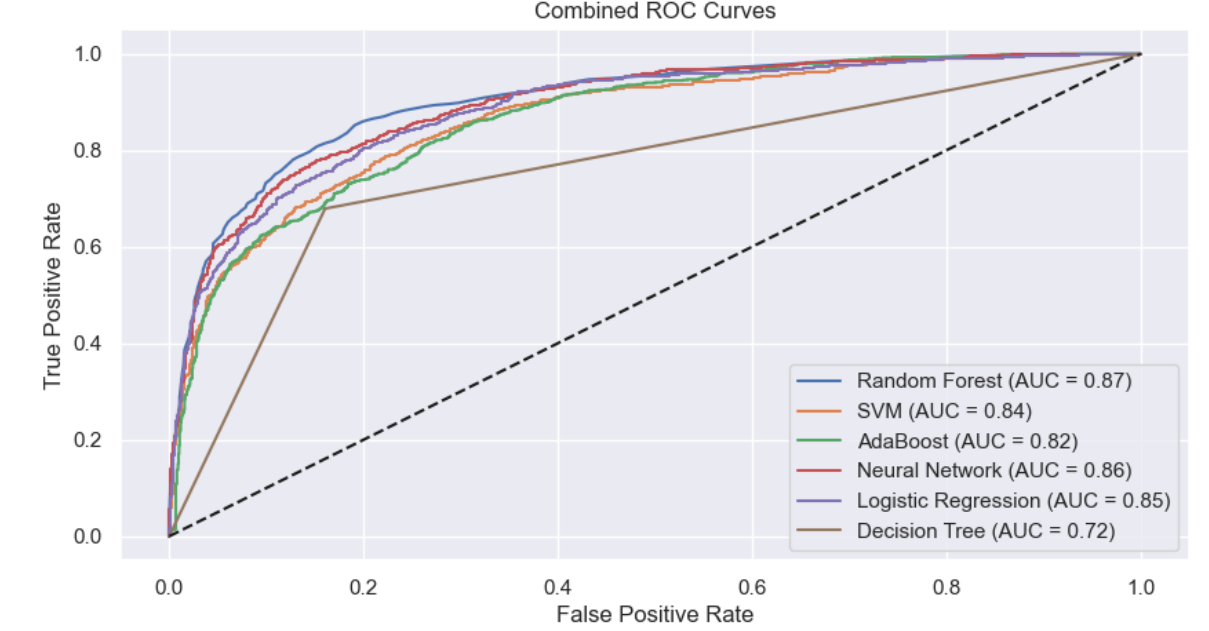 Combined ROC Curves
True Positive Rate
1.0
0.8
0.6
0.4
0.2
0.0
Random Forest (AUC = 0.87)
SVM (AUC = 0.84)
AdaBoost (AUC = 0.82)
Neural Network (AUC = 0.86)
Logistic Regression (AUC = 0.85)
Decision Tree (AUC = 0.72)
0.0 0.2 0.4 0.6 0.8 1.0
False Positive Rate